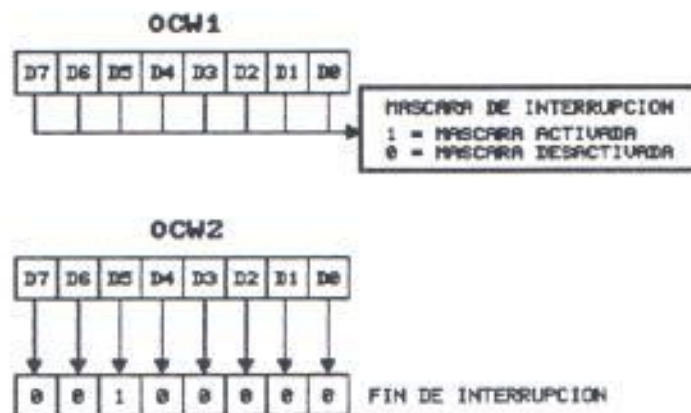 OCW1
D7 D6 D5 D4 D3 D2 D1 D0
MASCARA DE INTERRUPCION
1 = MASCARA ACTIVADA
0 = MASCARA DESACTIVADA
OCW2
D7 D6 D5 D4 D3 D2 D1 D0
0 0 1 0 0 0 0 0 FIN DE INTERRUPCION